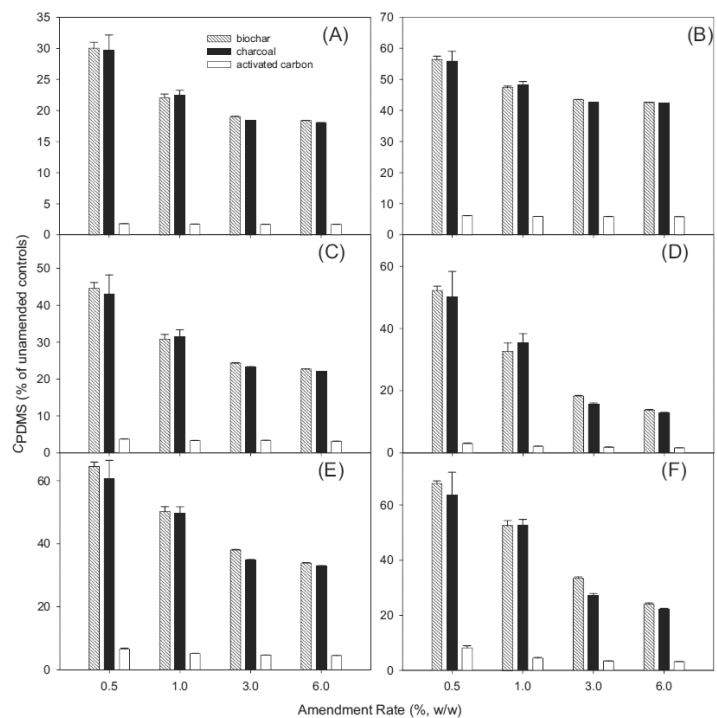 35
30
25
20
15
10
5
0
(A)
biochar
charcoal
activated carbon
70
60
50
40
30
20
10
0
(B)
50
40
30
20
10
0
(C)
60
40
20
0
(D)
60
40
20
0
(E)
60
40
20
0
(F)
CPDMS (% of unamended controls)
0.5 1.0 3.0 6.0
0.5 1.0 3.0 6.0
Amendment Rate (%, w/w)